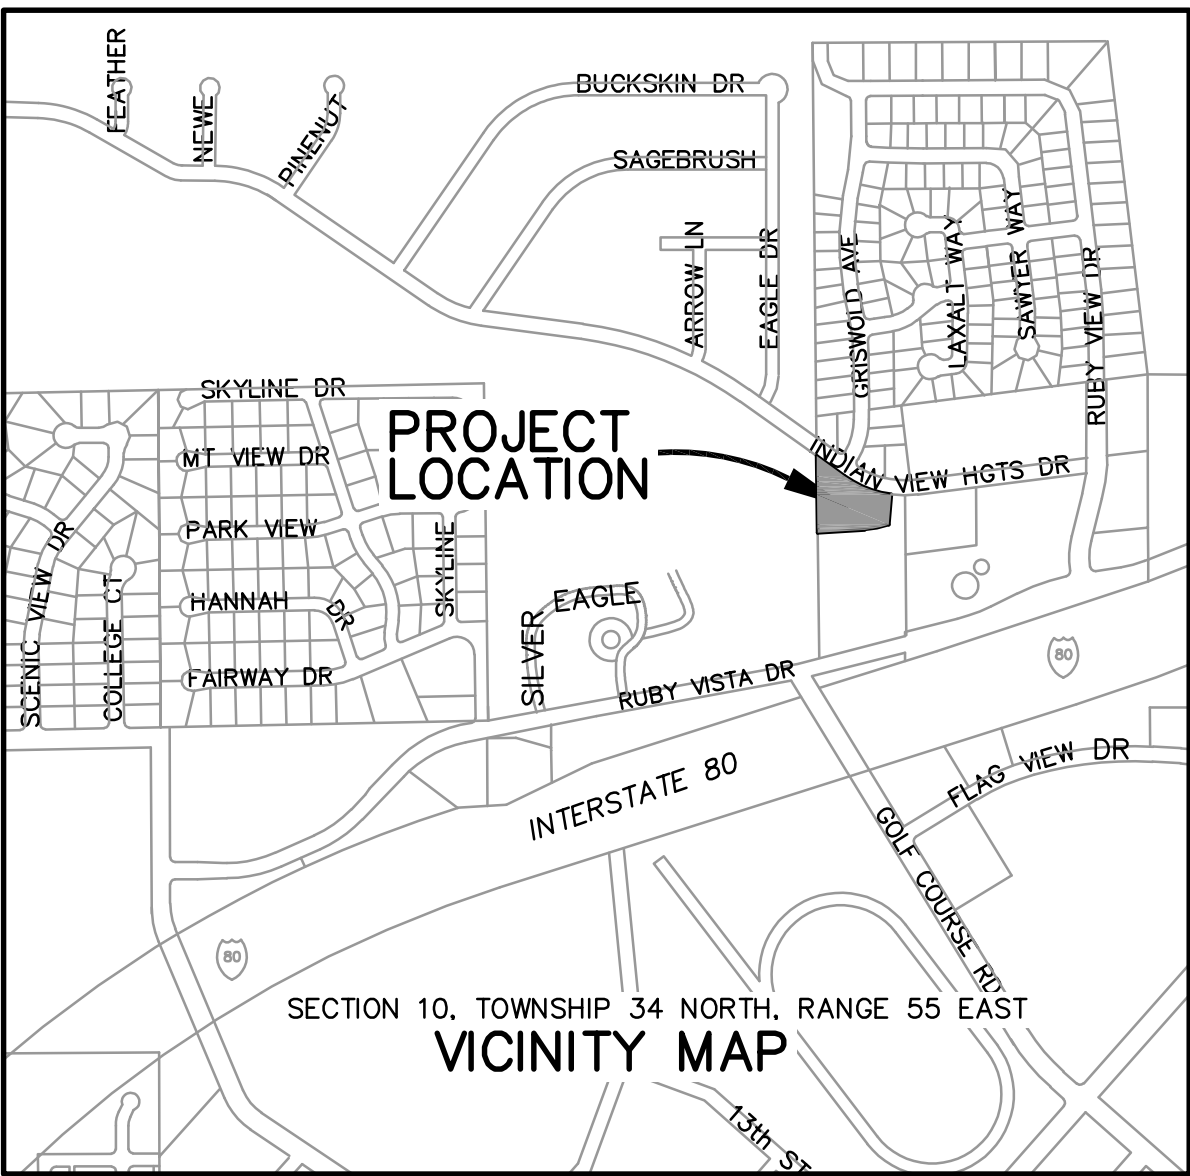 FEATHER
NEWE
PINENUT
BUCKSKIN DR
SAGEBRUSH
ARROW LN
EAGLE DR
GRISWOLD AVE
LAXALT WAY
SAWYER WAY
RUBY VIEW DR
SKYLINE DR
MT VIEW DR
PARK VIEW
HANNAH DR
FAIRWAY DR
SKYLINE
SCENIC VIEW DR
COLLEGE CT
PROJECT
LOCATION
INDIAN VIEW HGTS DR
SILVER EAGLE
RUBY VISTA DR
80
INTERSTATE 80
FLAG VIEW DR
GOLF COURSE RD
80
SECTION 10, TOWNSHIP 34 NORTH, RANGE 55 EAST
VICINITY MAP
13th ST